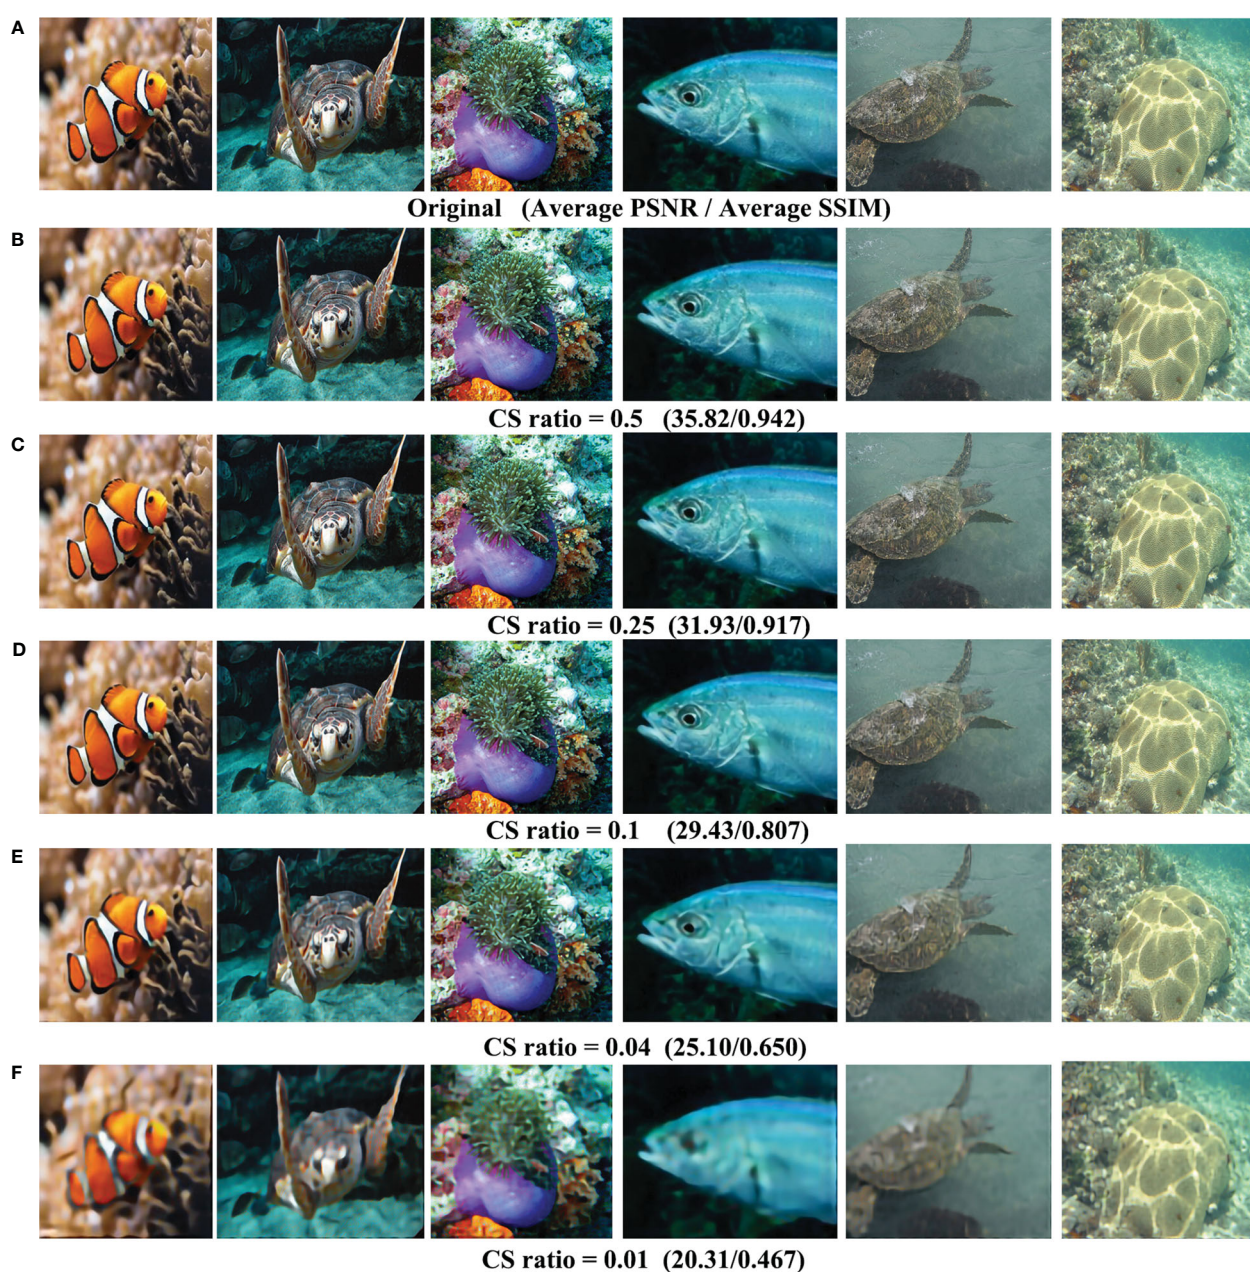 A
Original (Average PSNR / Average SSIM)
B
CS ratio = 0.5 (35.82/0.942)
C
CS ratio = 0.25 (31.93/0.917)
D
CS ratio = 0.1 (29.43/0.807)
E
CS ratio = 0.04 (25.10/0.650)
F
CS ratio = 0.01 (20.31/0.467)